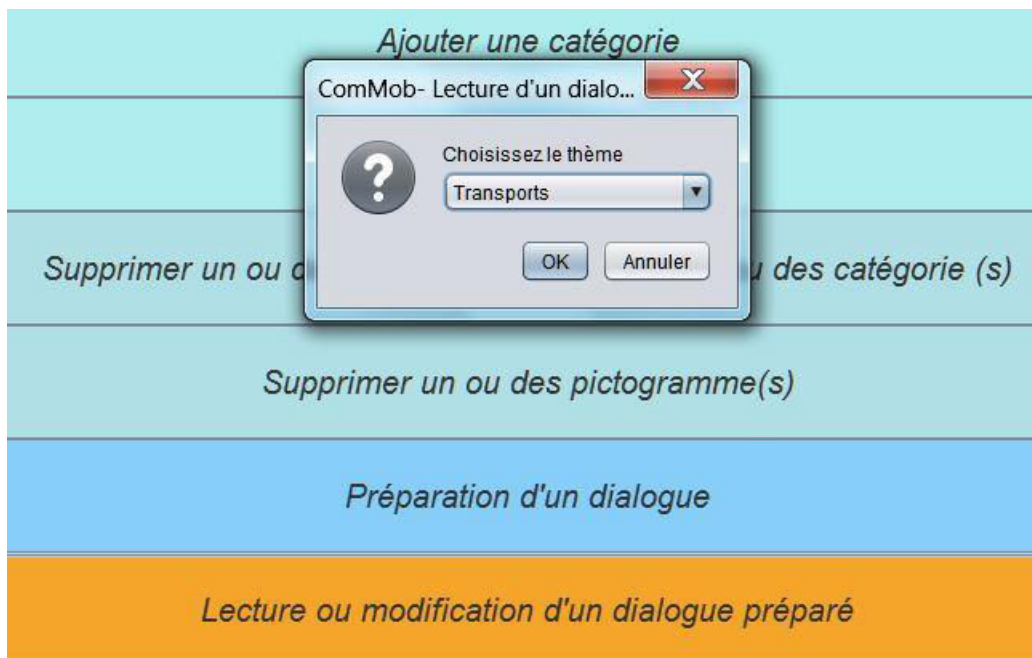 Ajouter une catégorie
ComMob- Lecture d'un dialo...
Choisissez le thème
Transports
OK Annuler
Supprimer un ou des catégorie (s)
Supprimer un ou des pictogramme(s)
Préparation d'un dialogue
Lecture ou modification d'un dialogue préparé